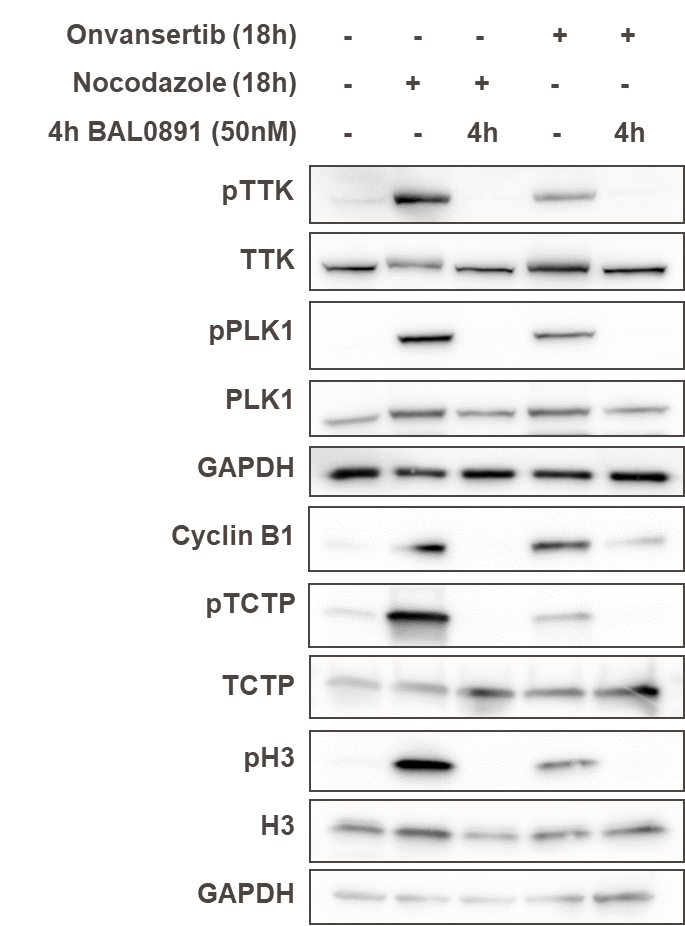 Onvansertib (18h) - - - + +
Nocodazole (18h) - + + - -
4h BAL0891 (50nM) - - 4h - 4h
pTTK
TTK
pPLK1
PLK1
GAPDH
Cyclin B1
pTCTP
TCTP
pH3
H3
GAPDH